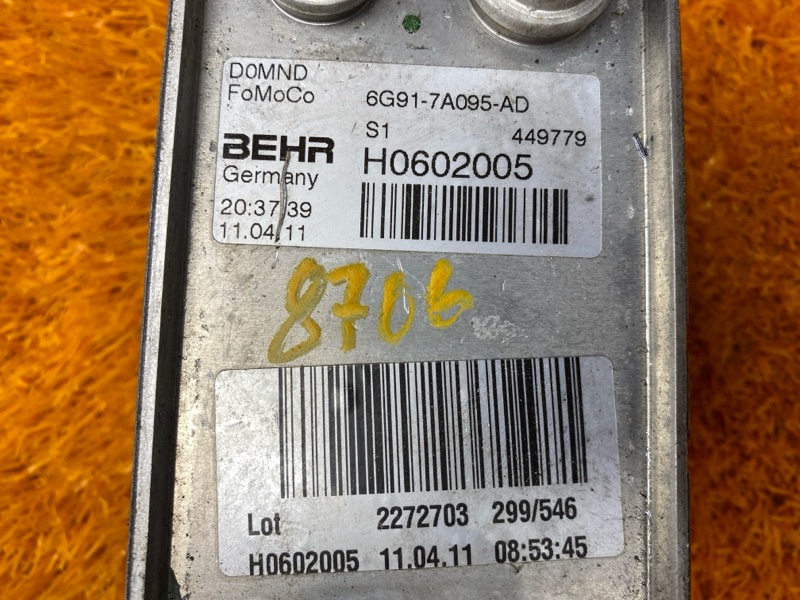 D0MND
FoMoCo 6G91-7A095-AD
S1 449779
BEHR H0602005
Germany
20:37:39
11.04.11
8706
Lot 2272703 299/546
H0602005 11.04.11 08:53:45